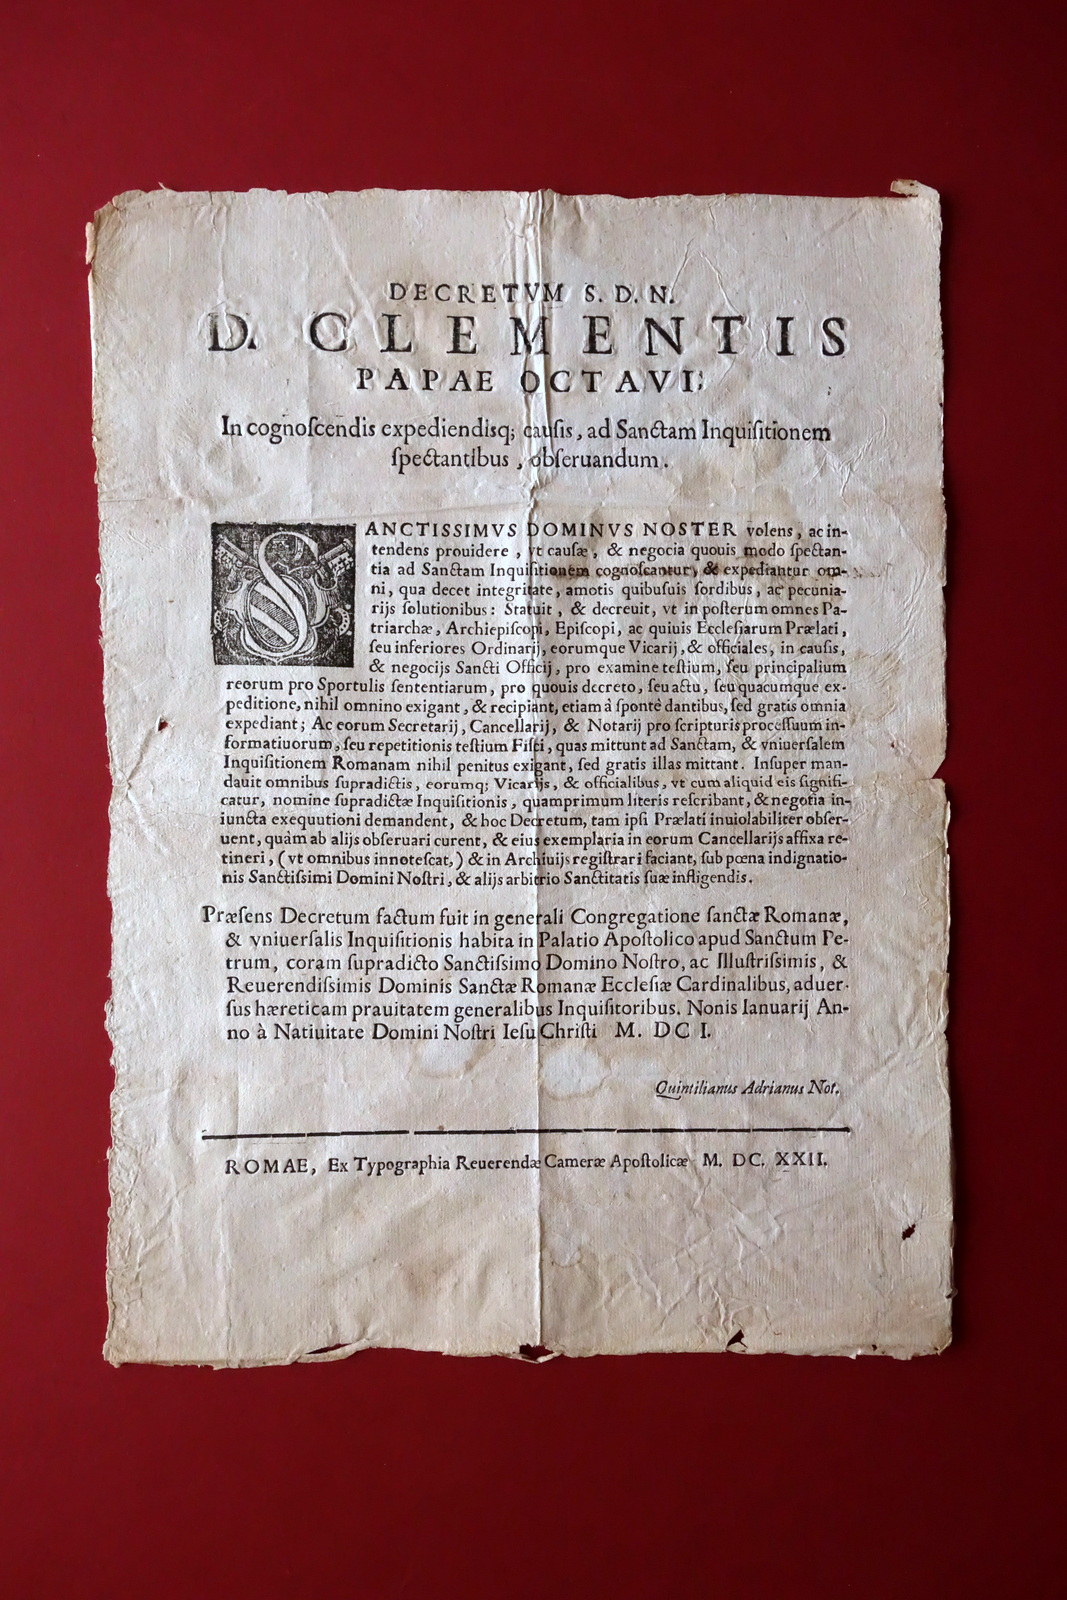 DECRETVM S. D. N.
D. CLEMENTIS
PAPAE OCTAVI:
In cognoſcendis expediendisq; cauſis, ad Sanctam Inquiſitionem
ſpectantibus, obſeruandum.
SANCTISSIMVS DOMINVS NOSTER volens, ac in-
tendens prouidere, vt cauſæ, & negocia quouis modo ſpectan-
tia ad Sanctam Inquiſitionem cognoſcantur, & expediantur om-
ni, qua decet integritate, amotis quibuſuis ſordibus, ac pecunia-
rijs ſolutionibus: Statuit, & decreuit, vt in poſterum omnes Pa-
triarchæ, Archiepiſcopi, Epiſcopi, ac quiuis Eccleſiarum Prælati,
ſeu inferiores Ordinarij, eorumque Vicarij, & officiales, in cauſis,
& negocijs Sancti Officij, pro examine teſtium, ſeu principalium
reorum pro Sportulis ſententiarum, pro quouis decreto, ſeu actu, ſeu quacumque ex-
peditione, nihil omnino exigant, & recipiant, etiam à ſpontè dantibus, ſed gratis omnia
expediant; Ac eorum Secretarij, Cancellarij, & Notarij pro ſcripturis proceſſuum in-
formatiuorum, ſeu repetitionis teſtium Fiſci, quas mittunt ad Sanctam, & vniuerſalem
Inquiſitionem Romanam nihil penitus exigant, ſed gratis illas mittant. Inſuper man-
dauit omnibus ſupradictis, eorumq; Vicarijs, & officialibus, vt cum aliquid eis ſignifi-
catur, nomine ſupradictæ Inquiſitionis, quamprimum literis reſcribant, & negotia in-
iuncta exequutioni demandent, & hoc Decretum, tam ipſi Prælati inuiolabiliter obſer-
uent, quàm ab alijs obſeruari curent, & eius exemplaria in eorum Cancellarijs affixa re-
tineri, (vt omnibus innoteſcat,) & in Archiuijs regiſtrari faciant, ſub pœna indignatio-
nis Sanctiſsimi Domini Noſtri, & alijs arbitrio Sanctitatis ſuæ infligendis.
Præſens Decretum factum fuit in generali Congregatione ſanctæ Romanæ,
& vniuerſalis Inquiſitionis habita in Palatio Apoſtolico apud Sanctum Pe-
trum, coram ſupradicto Sanctiſsimo Domino Noſtro, ac Illuſtriſsimis, &
Reuerendiſsimis Dominis Sanctæ Romanæ Eccleſiæ Cardinalibus, aduer-
ſus hæreticam prauitatem generalibus Inquiſitoribus. Nonis Ianuarij An-
no à Natiuitate Domini Noſtri Ieſu Chriſti M. DC I.
Quintilianus Adrianus Not.
ROMAE, Ex Typographia Reuerendæ Cameræ Apoſtolicæ M. DC. XXII.